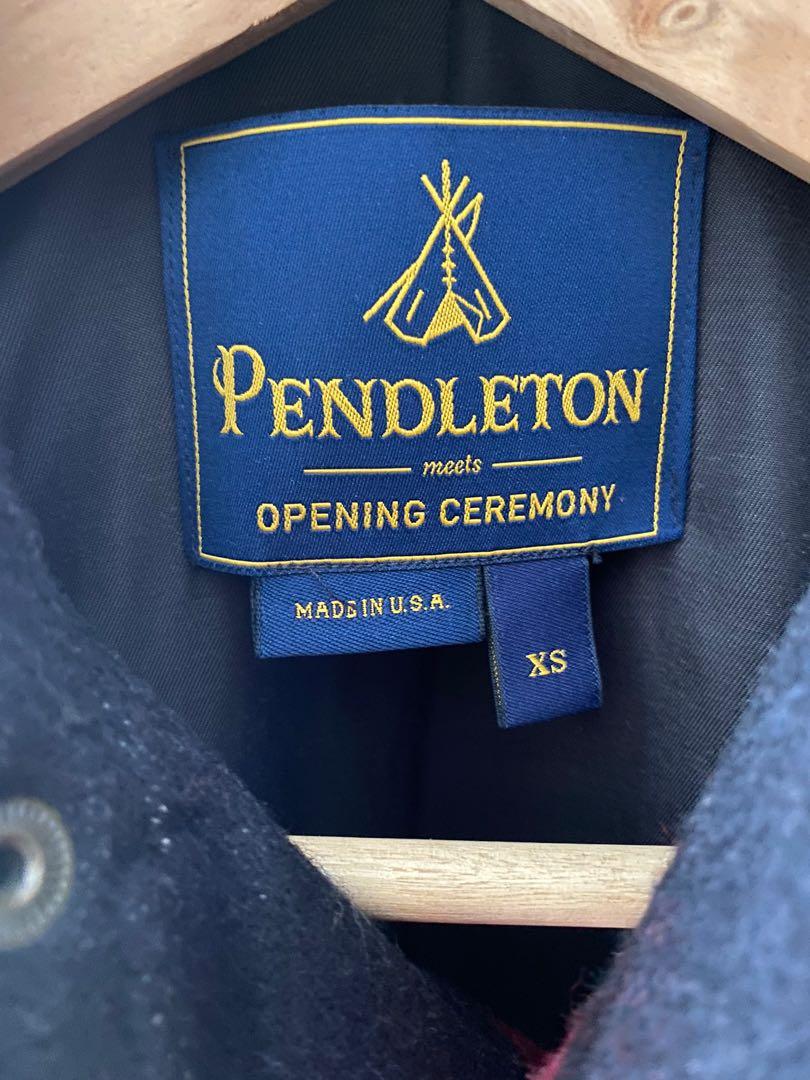 PENDLETON
meets
OPENING CEREMONY
MADE IN U.S.A.
XS